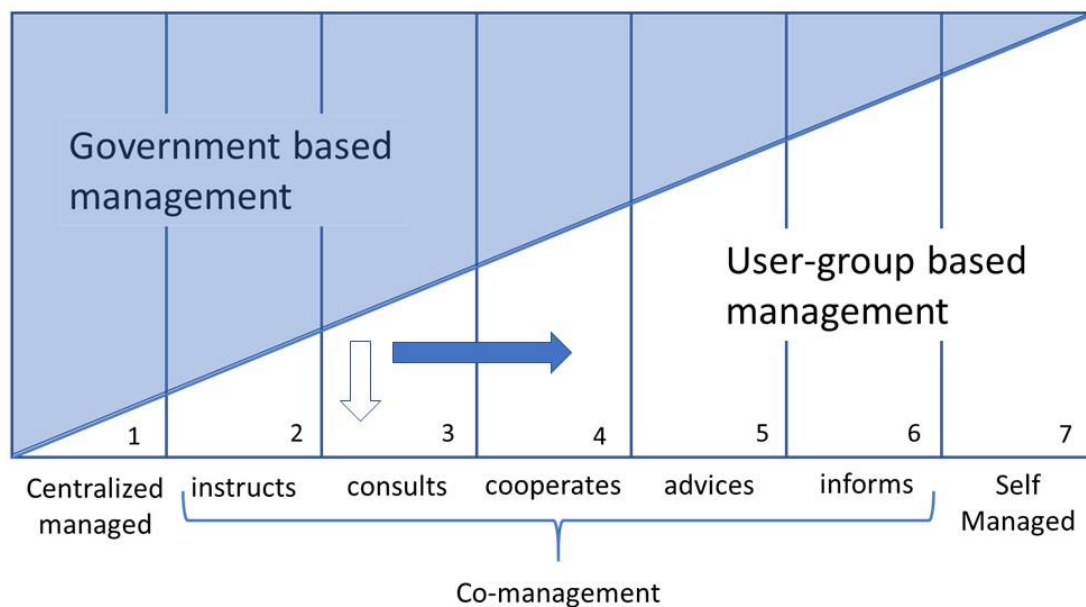 Government based
management
User-group based
management
1 2 3 4 5 6 7
Centralized
managed
instructs consults cooperates advices informs
Self
Managed
Co-management